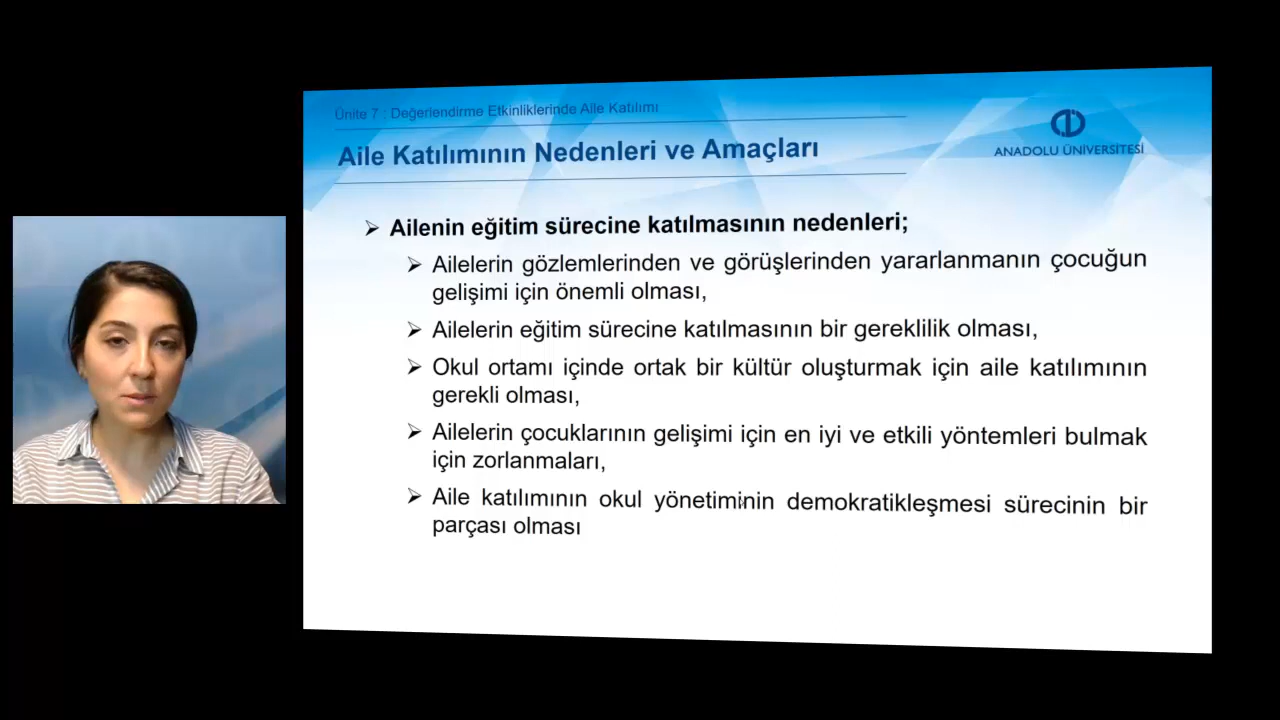 Ünite 7 : Değerlendirme Etkinliklerinde Aile Katılımı
Aile Katılımının Nedenleri ve Amaçları
ANADOLU ÜNİVERSİTESİ
➢ Ailenin eğitim sürecine katılmasının nedenleri;
➢ Ailelerin gözlemlerinden ve görüşlerinden yararlanmanın çocuğun
gelişimi için önemli olması,
➢ Ailelerin eğitim sürecine katılmasının bir gereklilik olması,
➢ Okul ortamı içinde ortak bir kültür oluşturmak için aile katılımının
gerekli olması,
➢ Ailelerin çocuklarının gelişimi için en iyi ve etkili yöntemleri bulmak
için zorlanmaları,
➢ Aile katılımının okul yönetiminin demokratikleşmesi sürecinin bir
parçası olması